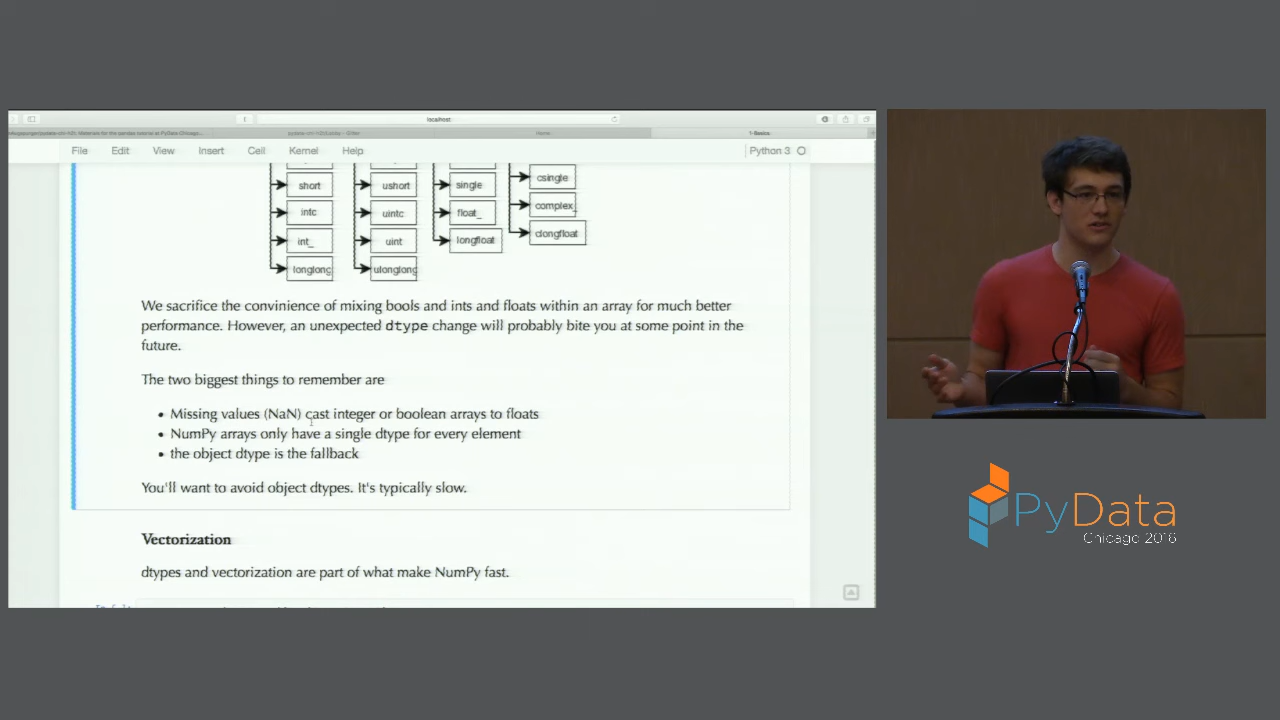 localhost
Home
1-Basics
File Edit View Insert Cell Kernel Help Python 3
short ushort single csingle
intc uintc float_ complex_
int_ uint longfloat clongfloat
longlong ulonglong
We sacrifice the convinience of mixing bools and ints and floats within an array for much better
performance. However, an unexpected dtype change will probably bite you at some point in the
future.
The two biggest things to remember are
• Missing values (NaN) cast integer or boolean arrays to floats
• NumPy arrays only have a single dtype for every element
• the object dtype is the fallback
You'll want to avoid object dtypes. It's typically slow.
Vectorization
dtypes and vectorization are part of what make NumPy fast.
PyData
Chicago 2016